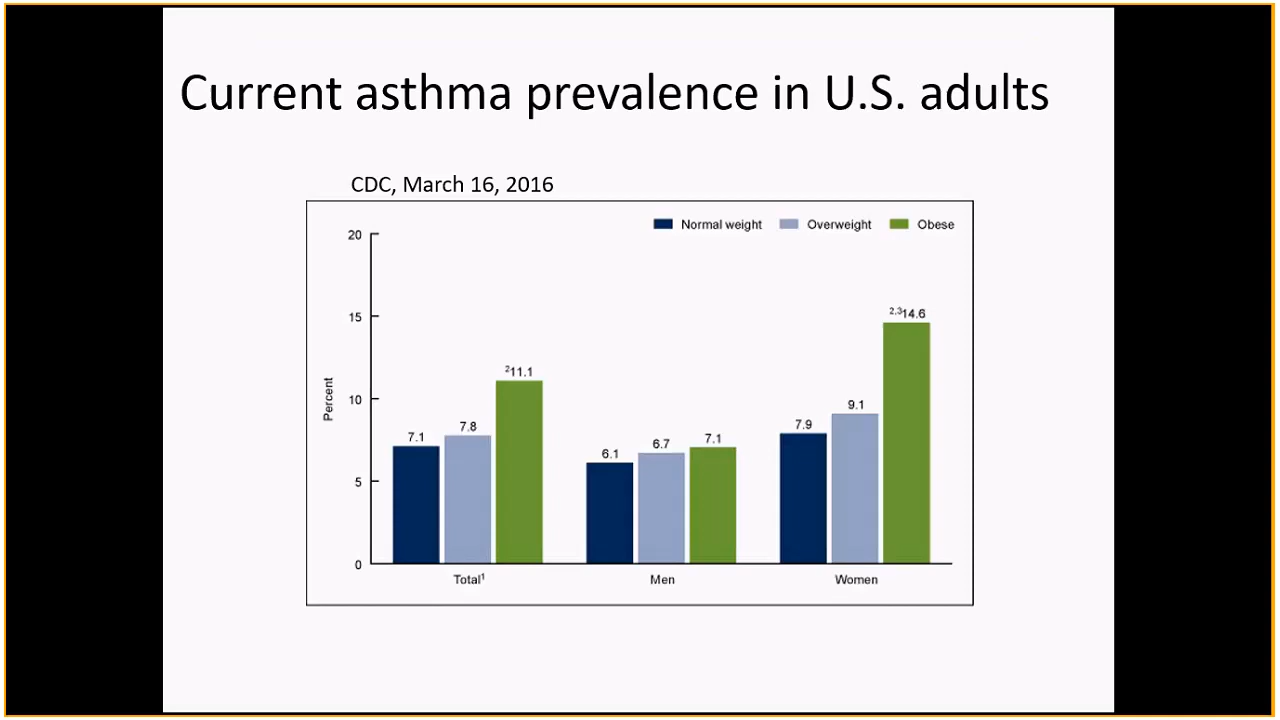 Current asthma prevalence in U.S. adults
CDC, March 16, 2016
Normal weight Overweight Obese
20
15
10
5
0
Percent
7.1 7.8 ²11.1
6.1 6.7 7.1
7.9 9.1 ²,³14.6
Total¹ Men Women